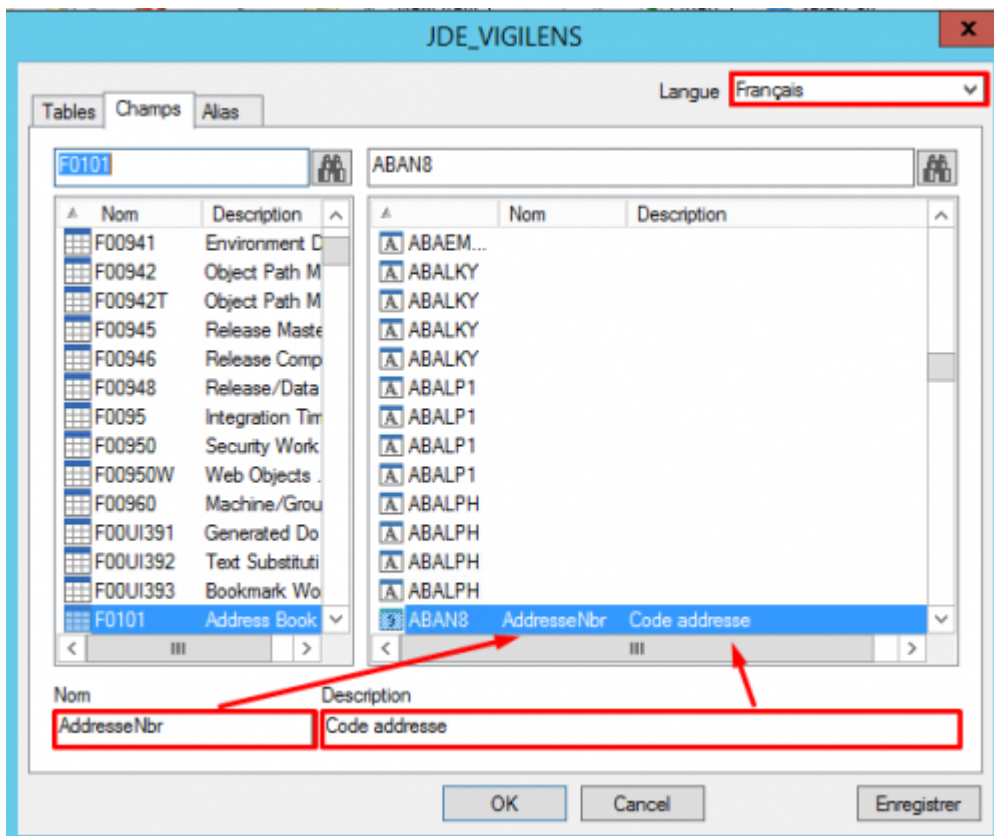 JDE_VIGILENS
x
Langue Français
Tables Champs Alias
F0101 ABAN8
Nom Description Nom Description
F00941 Environment D ABAEM...
F00942 Object Path M ABALKY
F00942T Object Path M ABALKY
F00945 Release Maste ABALKY
F00946 Release Comp ABALKY
F00948 Release/Data ABALP1
F0095 Integration Tim ABALP1
F00950 Security Work ABALP1
F00950W Web Objects . ABALP1
F00960 Machine/Grou ABALPH
F00UI391 Generated Do ABALPH
F00UI392 Text Substituti ABALPH
F00UI393 Bookmark Wo ABALPH
F0101 Address Book ABAN8 AddresseNbr Code addresse
Nom Description
AddresseNbr Code addresse
OK Cancel Enregistrer